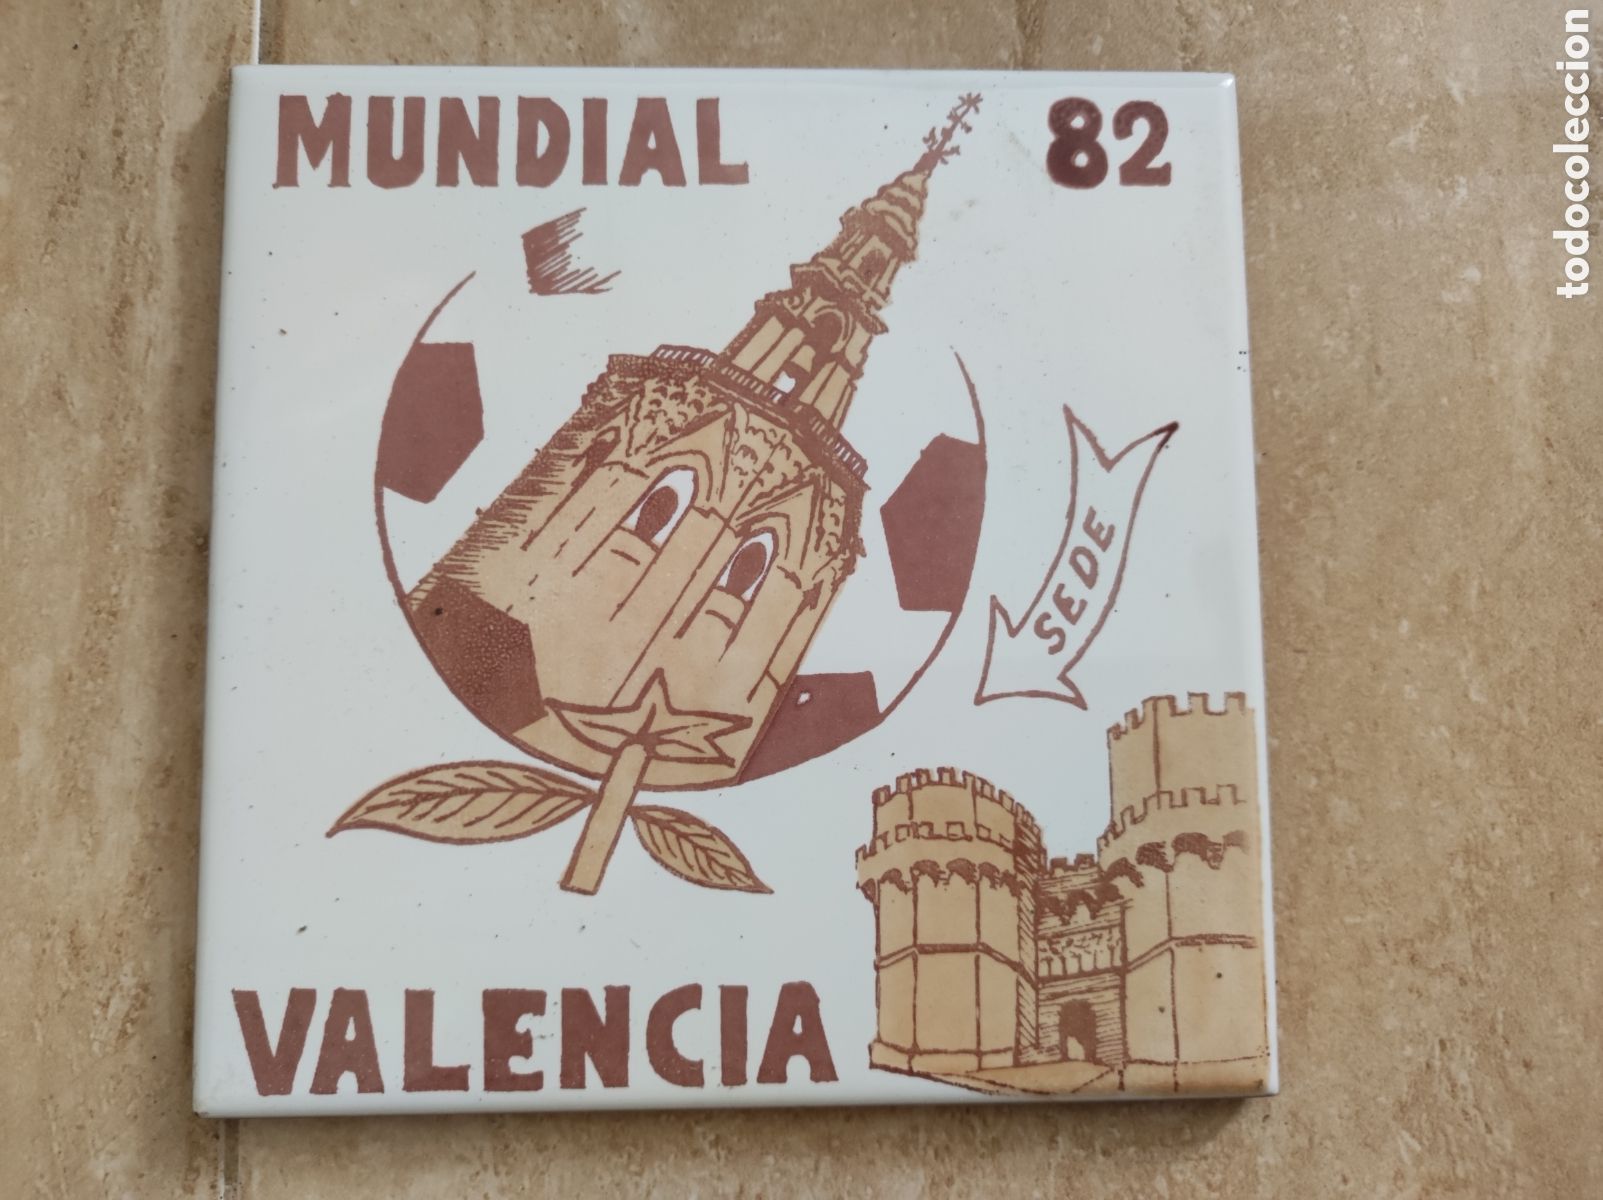 MUNDIAL 82
SEDE
VALENCIA
todocoleccion